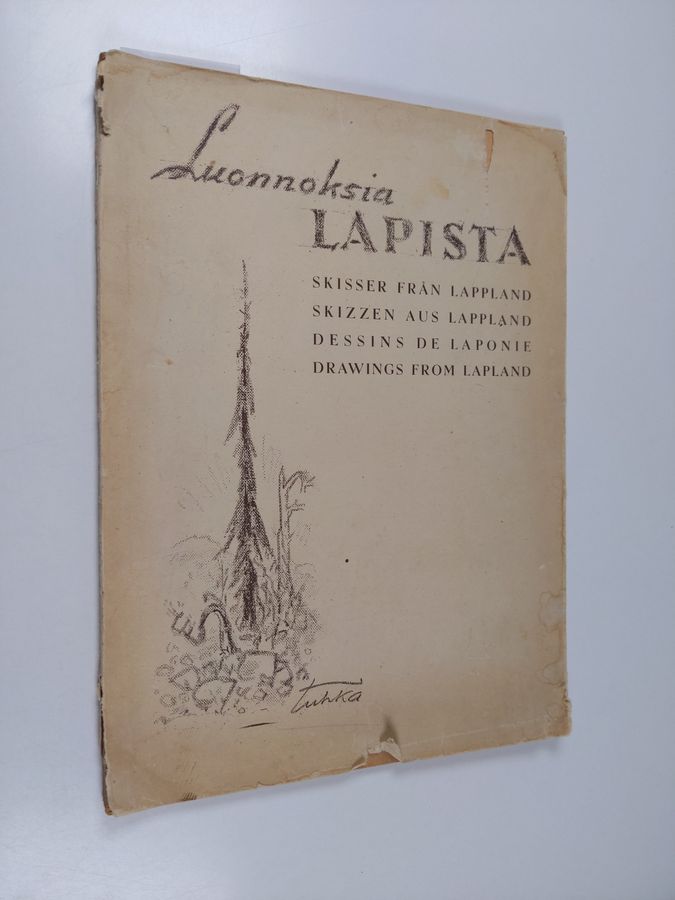 Luonnoksia
LAPISTA
SKISSER FRÅN LAPPLAND
SKIZZEN AUS LAPPLAND
DESSINS DE LAPONIE
DRAWINGS FROM LAPLAND
Tuhka